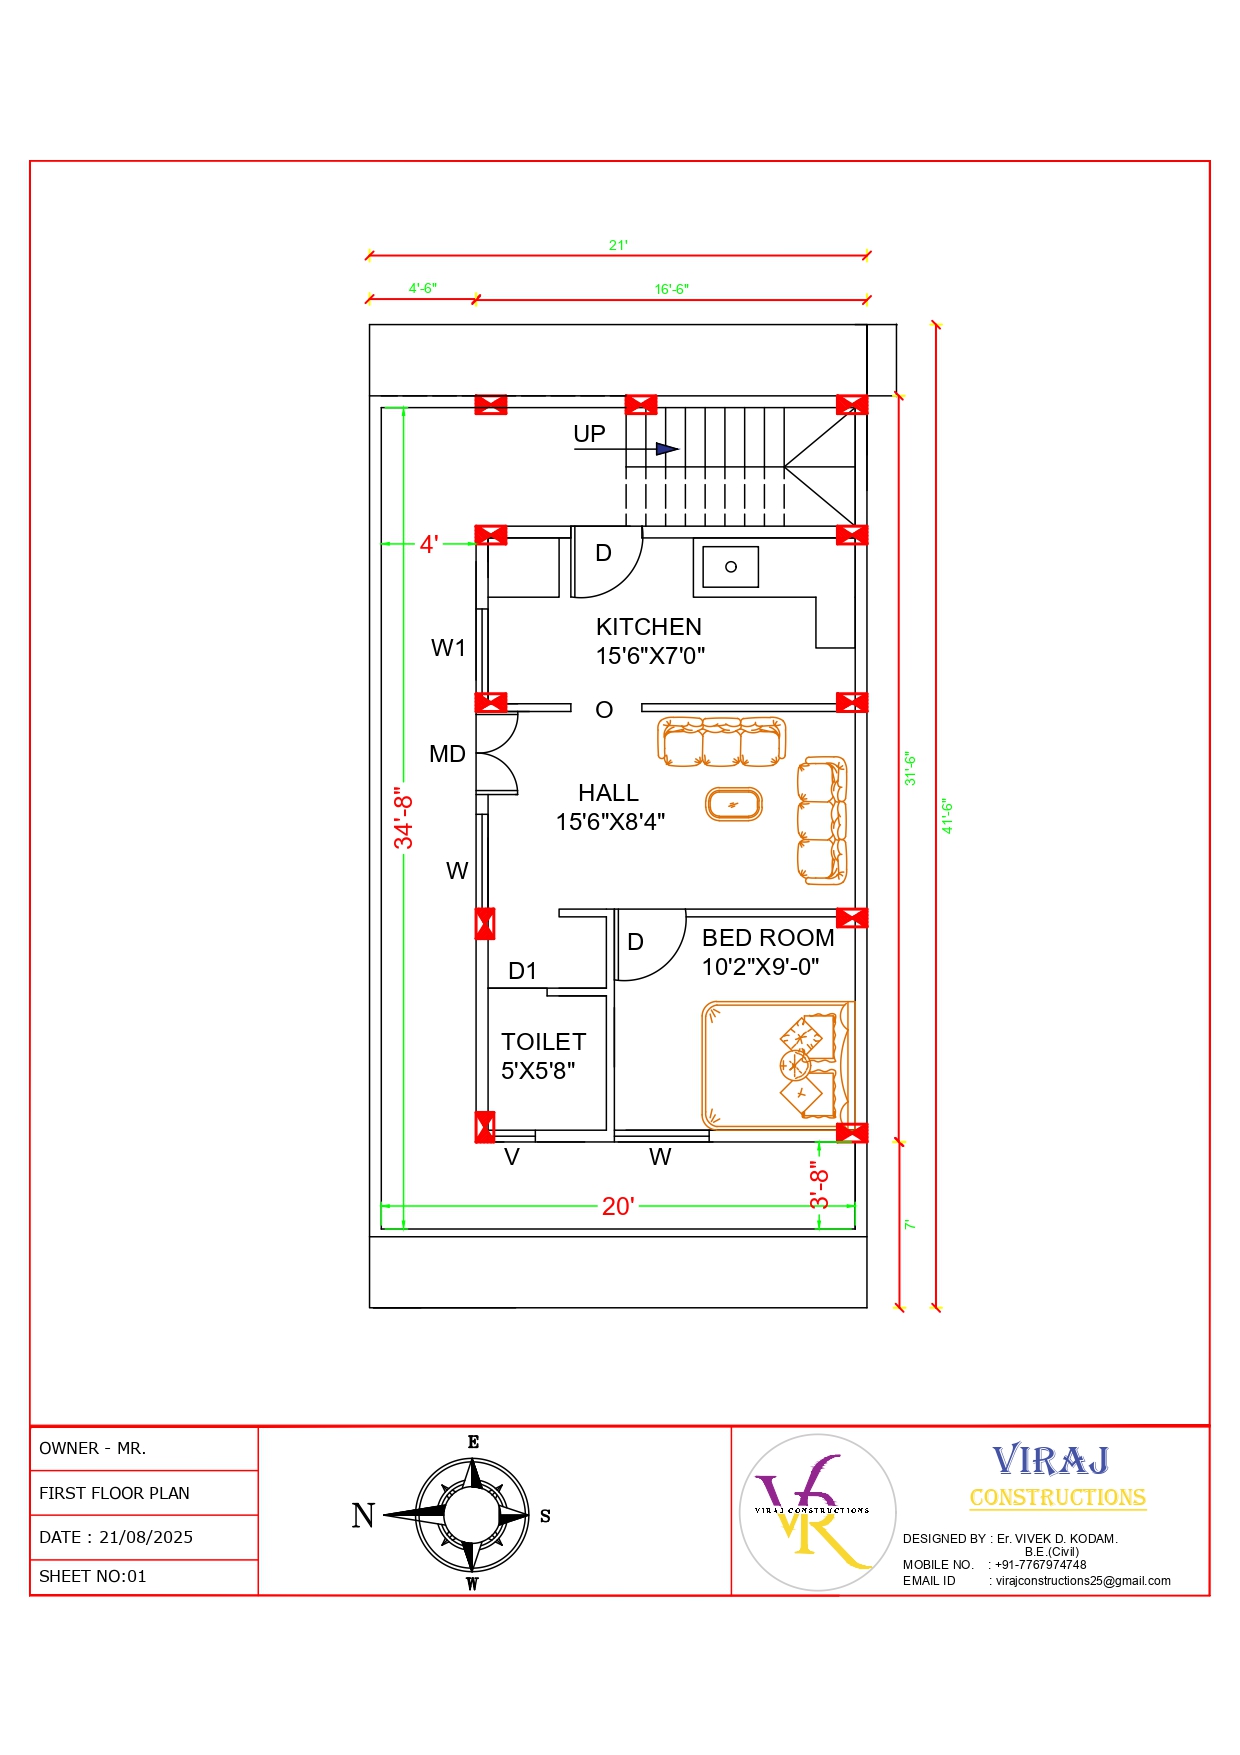 21'
4'-6"
16'-6"
UP
4'
D
W1
KITCHEN
15'6"X7'0"
O
MD
HALL
15'6"X8'4"
34'-8"
31'-6"
41'-6"
W
D
BED ROOM
10'2"X9'-0"
D1
TOILET
5'X5'8"
V
W
3'-8"
20'
7'
OWNER - MR.
FIRST FLOOR PLAN
DATE : 21/08/2025
SHEET NO:01
E
N
S
W
VR
VIRAJ CONSTRUCTIONS
VIRAJ
CONSTRUCTIONS
DESIGNED BY : Er. VIVEK D. KODAM.
B.E.(Civil)
MOBILE NO. : +91-7767974748
EMAIL ID : virajconstructions25@gmail.com